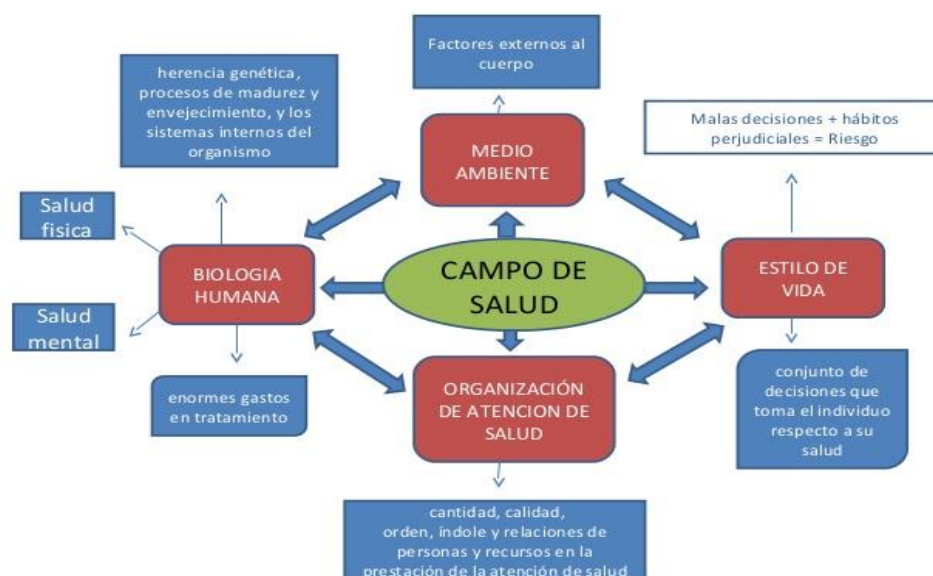 Factores externos al
cuerpo
herencia genética,
procesos de madurez y
envejecimiento, y los
sistemas internos del
organismo
Malas decisiones + hábitos
perjudiciales = Riesgo
MEDIO
AMBIENTE
Salud
fisica
BIOLOGIA
HUMANA
CAMPO DE
SALUD
ESTILO DE
VIDA
Salud
mental
enormes gastos
en tratamiento
ORGANIZACIÓN
DE ATENCION DE
SALUD
conjunto de
decisiones que
toma el individuo
respecto a su
salud
cantidad, calidad,
orden, índole y relaciones de
personas y recursos en la
prestación de la atención de salud